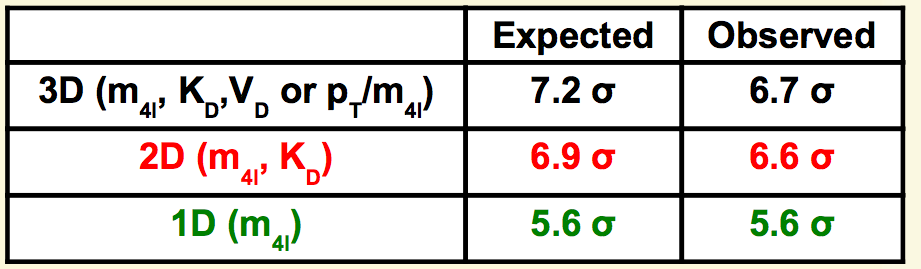 Expected Observed
3D (m4l, KD,VD or pT/m4l) 7.2 σ 6.7 σ
2D (m4l, KD) 6.9 σ 6.6 σ
1D (m4l) 5.6 σ 5.6 σ